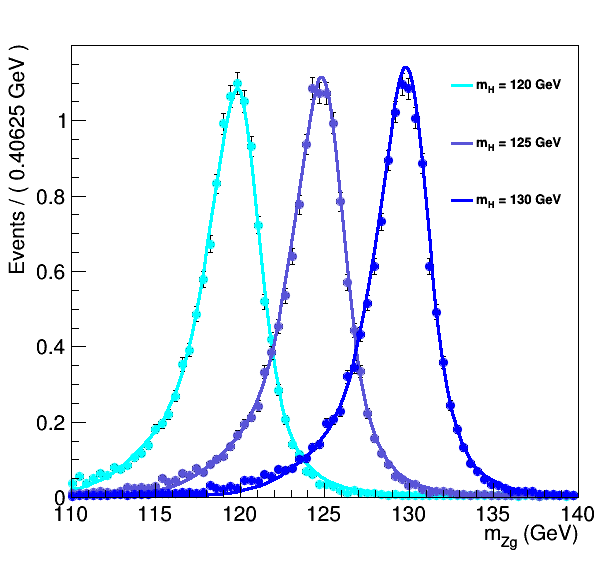 Events / ( 0.40625 GeV )
m_H = 120 GeV
m_H = 125 GeV
m_H = 130 GeV
1
0.8
0.6
0.4
0.2
0
110 115 120 125 130 135 140
m_Zg (GeV)